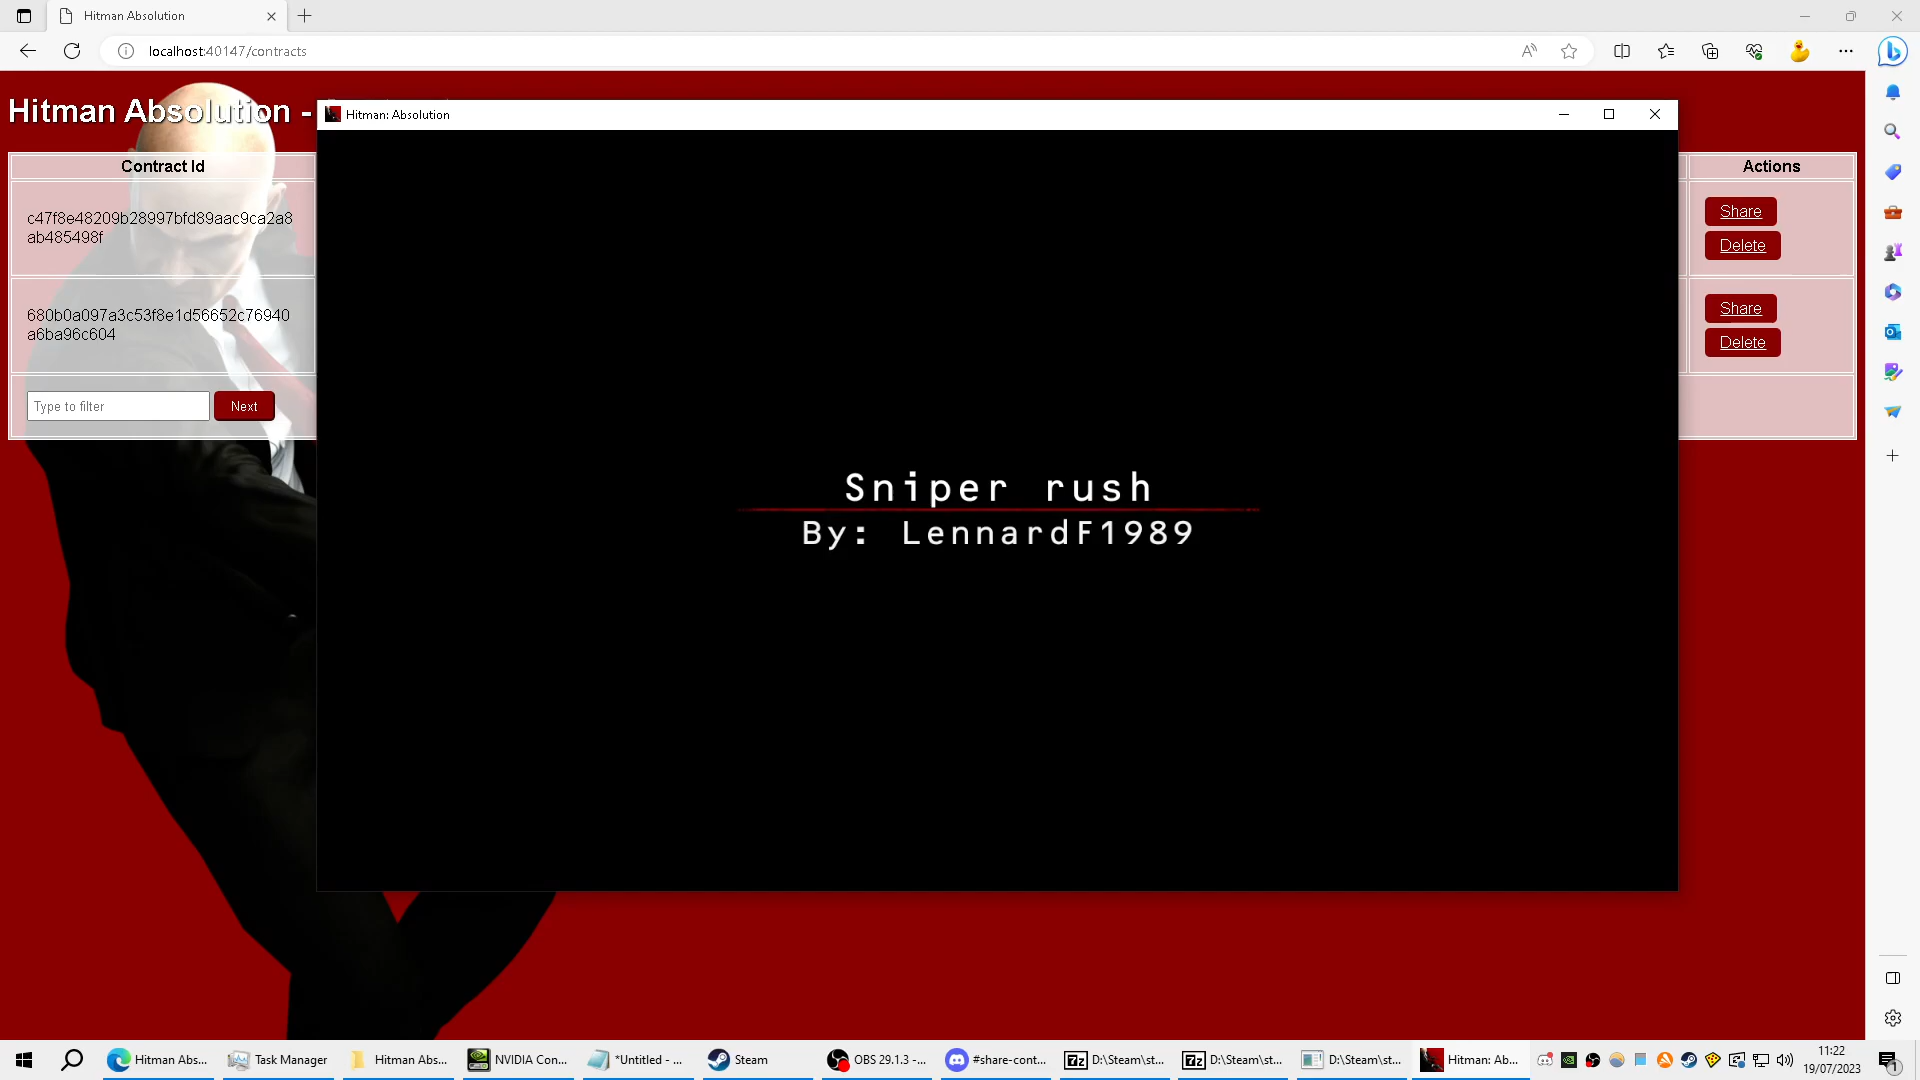 Hitman Absolution
localhost:40147/contracts
Hitman Absolution -
Hitman: Absolution
Contract Id
Actions
c47f8e48209b28997bfd89aac9ca2a8
ab485498f
Share
Delete
680b0a097a3c53f8e1d56652c76940
a6ba96c604
Share
Delete
Type to filter
Next
Sniper rush
By: LennardF1989
Hitman Abs...
Task Manager
Hitman Abs...
NVIDIA Con...
*Untitled - ...
Steam
OBS 29.1.3 -...
#share-cont...
D:\Steam\st...
D:\Steam\st...
D:\Steam\st...
Hitman: Ab...
11:22
19/07/2023
1